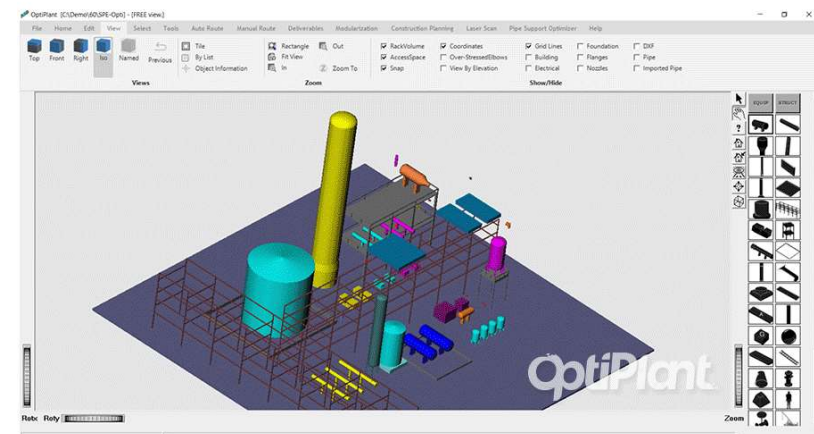 OptiPlant [C:\Demo\60\SPE-Opti] - [FREE view:]
File Home Edit View Select Tools Auto Route Manual Route Deliverables Modularization Construction Planning Laser Scan Pipe Support Optimizer Help
Tile Rectangle Out RackVolume Coordinates Grid Lines Foundation DXF
By List Fit View AccessSpace Over-StressedElbows Building Flanges Pipe
Top Front Right Iso Named Previous Object Information In Zoom To Snap View By Elevation Electrical Nozzles Imported Pipe
Views Zoom Show/Hide
EQUIP STRUCT
OptiPlant
Rotx Roty Zoom